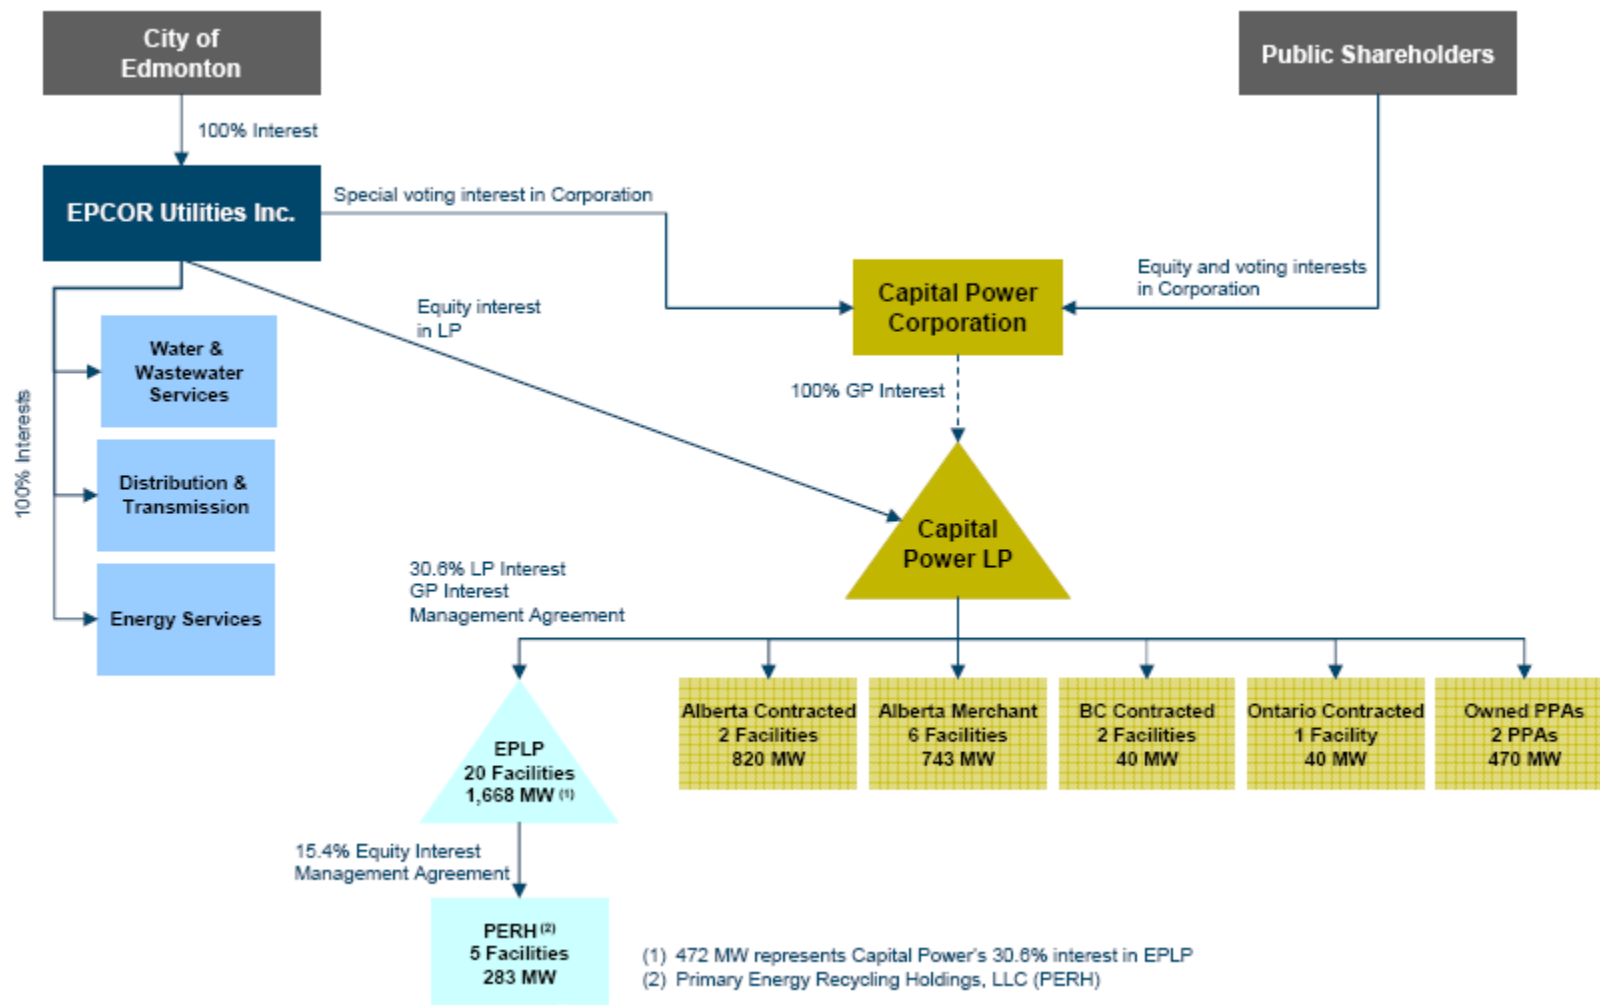 City of
Edmonton
Public Shareholders
100% Interest
EPCOR Utilities Inc.
Special voting interest in Corporation
Equity and voting interests
in Corporation
Capital Power
Corporation
Equity interest
in LP
100% Interests
Water &
Wastewater
Services
100% GP Interest
Distribution &
Transmission
Capital
Power LP
Energy Services
30.6% LP Interest
GP Interest
Management Agreement
EPLP
20 Facilities
1,668 MW (1)
Alberta Contracted
2 Facilities
820 MW
Alberta Merchant
6 Facilities
743 MW
BC Contracted
2 Facilities
40 MW
Ontario Contracted
1 Facility
40 MW
Owned PPAs
2 PPAs
470 MW
15.4% Equity Interest
Management Agreement
PERH (2)
5 Facilities
283 MW
(1) 472 MW represents Capital Power's 30.6% interest in EPLP
(2) Primary Energy Recycling Holdings, LLC (PERH)